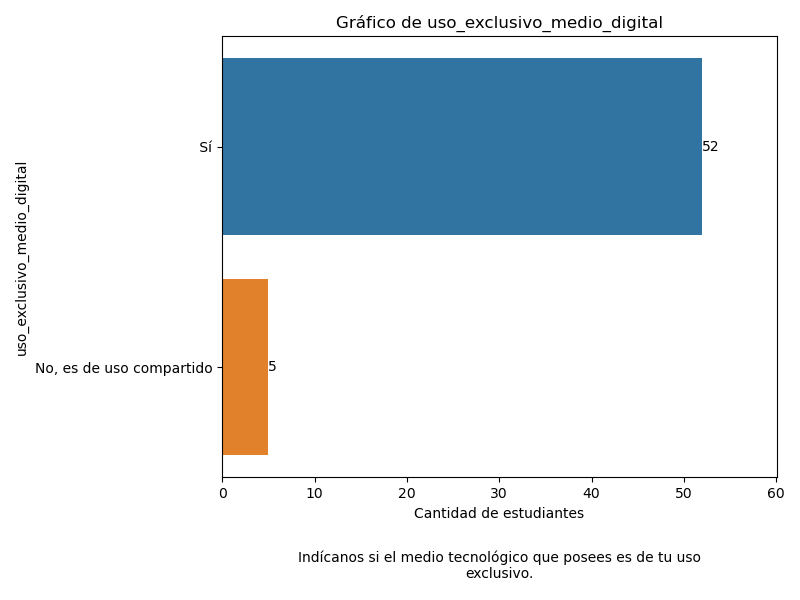 Gráfico de uso_exclusivo_medio_digital
uso_exclusivo_medio_digital
Sí
52
No, es de uso compartido
5
0 10 20 30 40 50 60
Cantidad de estudiantes
Indícanos si el medio tecnológico que posees es de tu uso
exclusivo.